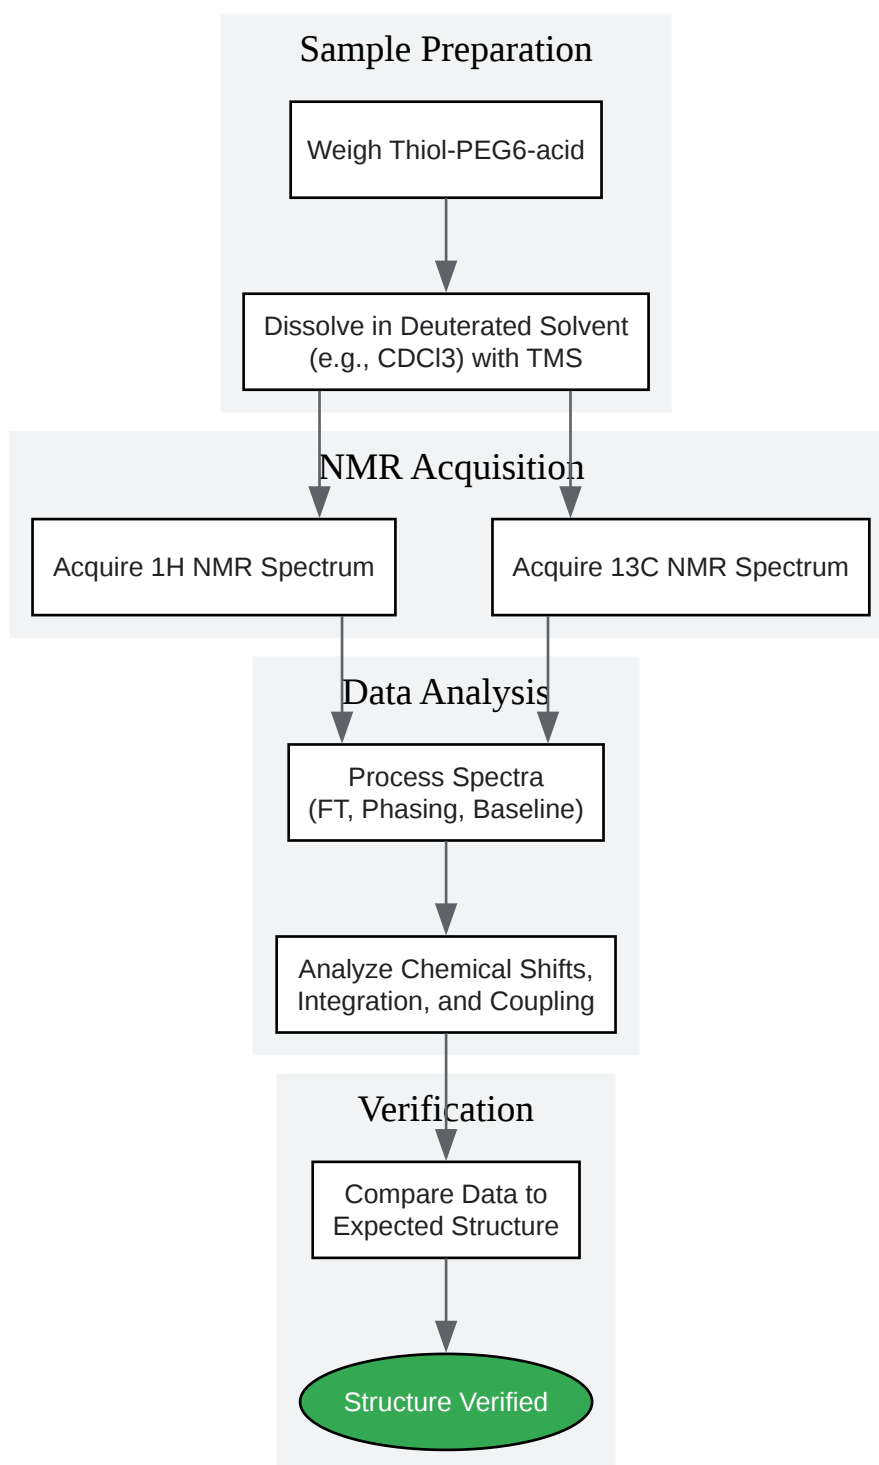 Sample Preparation
Weigh Thiol-PEG6-acid
Dissolve in Deuterated Solvent
(e.g., CDCl3) with TMS
NMR Acquisition
Acquire 1H NMR Spectrum
Acquire 13C NMR Spectrum
Data Analysis
Process Spectra
(FT, Phasing, Baseline)
Analyze Chemical Shifts,
Integration, and Coupling
Verification
Compare Data to
Expected Structure
Structure Verified